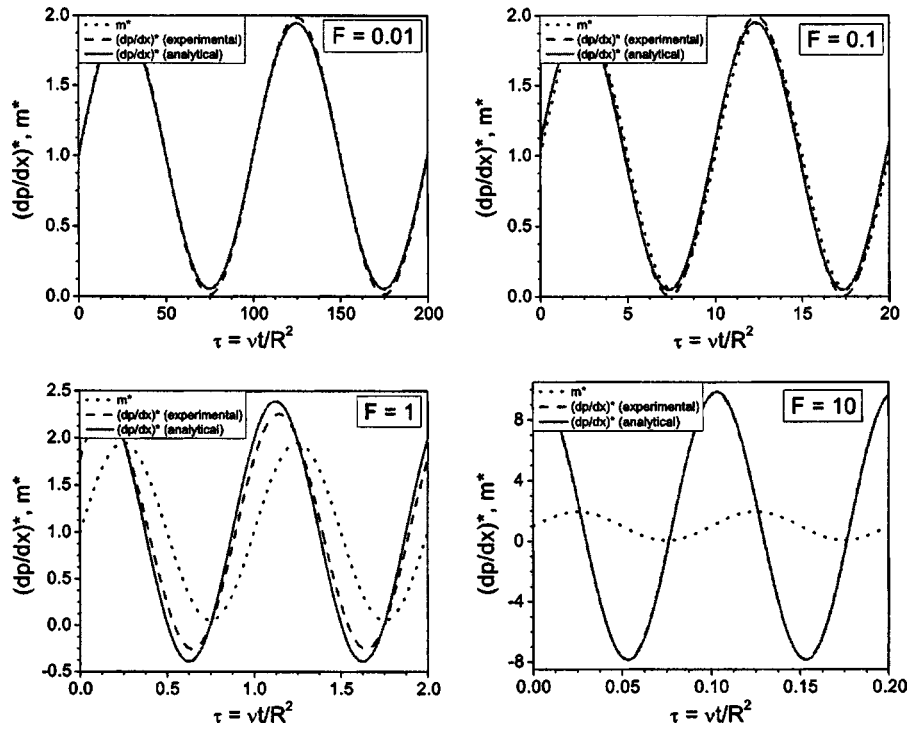 (dp/dx)*, m*
2.0
1.5
1.0
0.5
0.0
m*
(dp/dx)* (experimental)
(dp/dx)* (analytical)
F = 0.01
0 50 100 150 200
τ = νt/R²
(dp/dx)*, m*
2.0
1.5
1.0
0.5
0.0
m*
(dp/dx)* (experimental)
(dp/dx)* (analytical)
F = 0.1
0 5 10 15 20
τ = νt/R²
(dp/dx)*, m*
2.5
2.0
1.5
1.0
0.5
0.0
-0.5
m*
(dp/dx)* (experimental)
(dp/dx)* (analytical)
F = 1
0.0 0.5 1.0 1.5 2.0
τ = νt/R²
(dp/dx)*, m*
8
4
0
-4
-8
m*
(dp/dx)* (experimental)
(dp/dx)* (analytical)
F = 10
0.00 0.05 0.10 0.15 0.20
τ = νt/R²